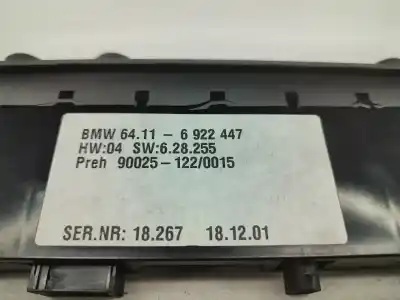 BMW 64.11 - 6 922 447
HW:04 SW:6.28.255
Preh 90025-122/0015
SER.NR: 18.267 18.12.01